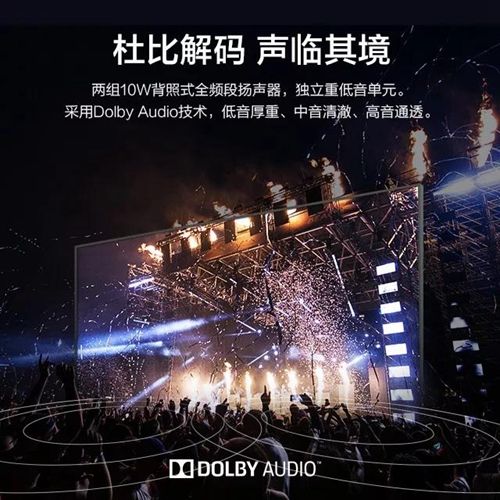 杜比解码 声临其境
两组10W背照式全频段扬声器，独立重低音单元。
采用Dolby Audio技术，低音厚重、中音清澈、高音通透。
DOLBY AUDIO™